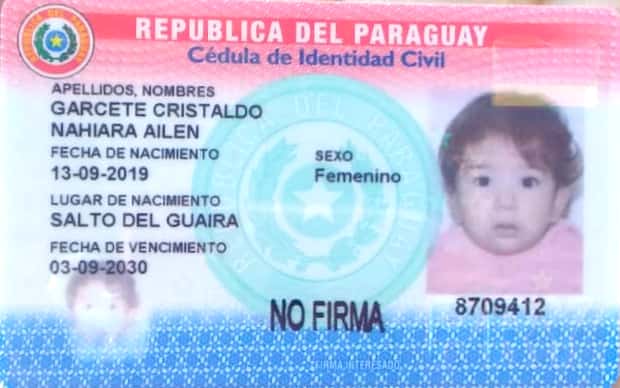 REPUBLICA DEL PARAGUAY
Cédula de Identidad Civil
APELLIDOS, NOMBRES
GARCETE CRISTALDO
NAHIARA AILEN
FECHA DE NACIMIENTO
SEXO
13-09-2019
Femenino
LUGAR DE NACIMIENTO
SALTO DEL GUAIRA
FECHA DE VENCIMIENTO
03-09-2030
NO FIRMA
8709412
FIRMA INTERESADO
REPUBLICA DEL PARAGUAY